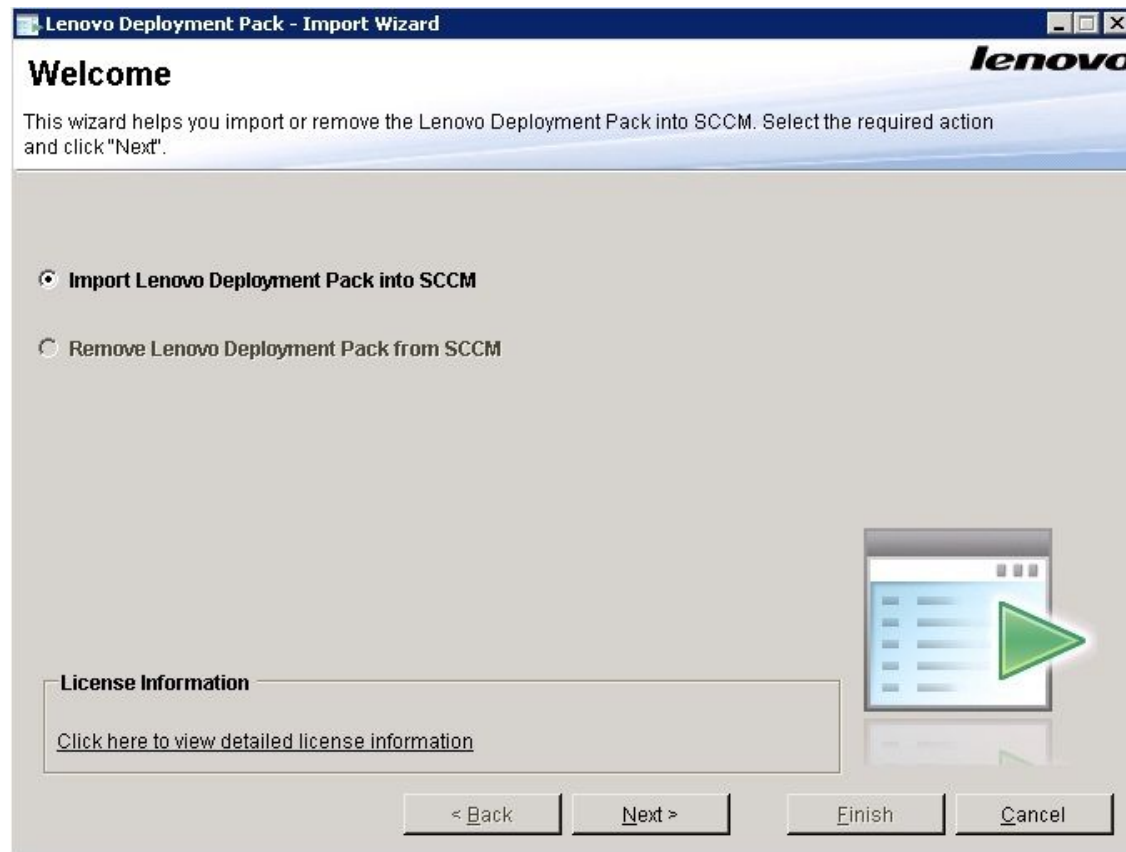 Lenovo Deployment Pack - Import Wizard
lenovo
Welcome
This wizard helps you import or remove the Lenovo Deployment Pack into SCCM. Select the required action
and click "Next".
Import Lenovo Deployment Pack into SCCM
Remove Lenovo Deployment Pack from SCCM
License Information
Click here to view detailed license information
< Back
Next >
Finish
Cancel